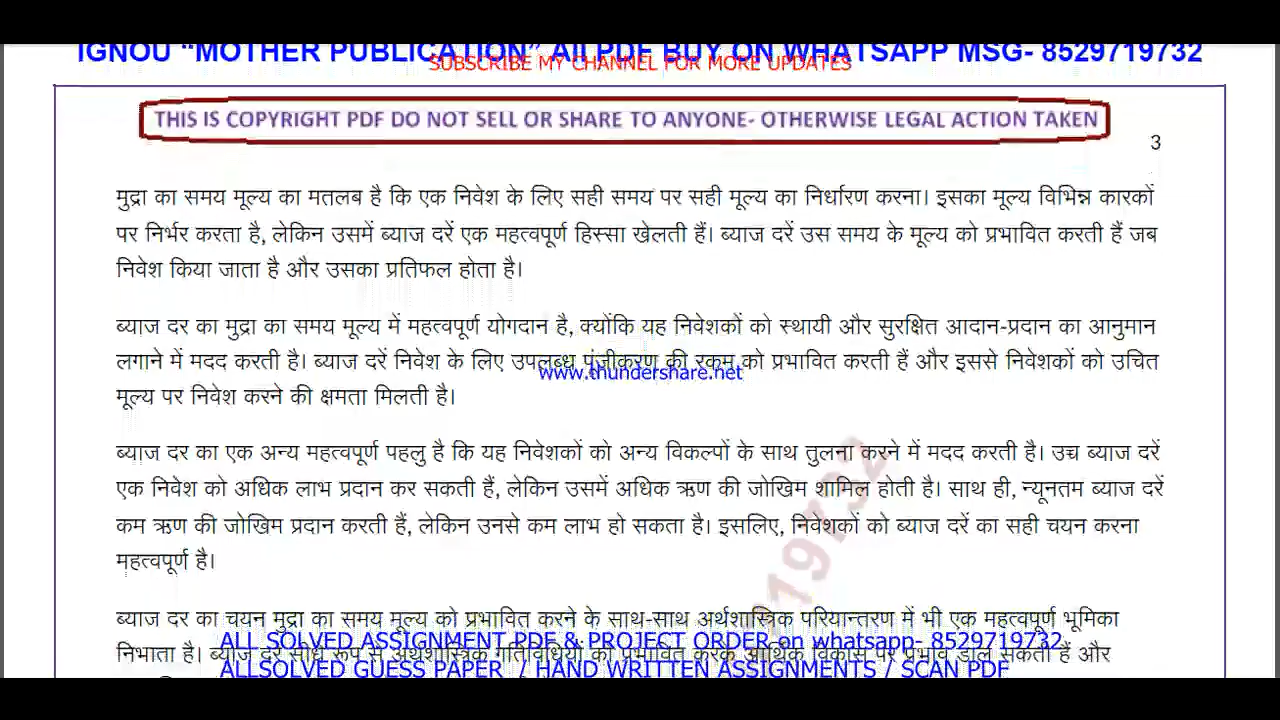 IGNOU “MOTHER PUBLICATION” All PDF BUY ON WHATSAPP MSG- 8529719732
SUBSCRIBE MY CHANNEL FOR MORE UPDATES
THIS IS COPYRIGHT PDF DO NOT SELL OR SHARE TO ANYONE- OTHERWISE LEGAL ACTION TAKEN
3
मुद्रा का समय मूल्य का मतलब है कि एक निवेश के लिए सही समय पर सही मूल्य का निर्धारण करना। इसका मूल्य विभिन्न कारकों
पर निर्भर करता है, लेकिन उसमें ब्याज दरें एक महत्वपूर्ण हिस्सा खेलती हैं। ब्याज दरें उस समय के मूल्य को प्रभावित करती हैं जब
निवेश किया जाता है और उसका प्रतिफल होता है।
ब्याज दर का मुद्रा का समय मूल्य में महत्वपूर्ण योगदान है, क्योंकि यह निवेशकों को स्थायी और सुरक्षित आदान-प्रदान का आनुमान
लगाने में मदद करती है। ब्याज दरें निवेश के लिए उपलब्ध पंजीकरण की रकम को प्रभावित करती हैं और इससे निवेशकों को उचित
www.thundershare.net
मूल्य पर निवेश करने की क्षमता मिलती है।
ब्याज दर का एक अन्य महत्वपूर्ण पहलु है कि यह निवेशकों को अन्य विकल्पों के साथ तुलना करने में मदद करती है। उच्च ब्याज दरें
एक निवेश को अधिक लाभ प्रदान कर सकती हैं, लेकिन उसमें अधिक ऋण की जोखिम शामिल होती है। साथ ही, न्यूनतम ब्याज दरें
कम ऋण की जोखिम प्रदान करती हैं, लेकिन उनसे कम लाभ हो सकता है। इसलिए, निवेशकों को ब्याज दरें का सही चयन करना
महत्वपूर्ण है।
19732
ब्याज दर का चयन मुद्रा का समय मूल्य को प्रभावित करने के साथ-साथ अर्थशास्त्रिक परियान्तरण में भी एक महत्वपूर्ण भूमिका
ALL SOLVED ASSIGNMENT PDF & PROJECT ORDER on whatsapp- 8529719732
निभाता है। ब्याज दर सीधे रूप से अर्थशास्त्रिक गतिविधियों को प्रभावित करके आर्थिक विकास पर प्रभाव डाल सकती हैं और
ALLSOLVED GUESS PAPER / HAND WRITTEN ASSIGNMENTS / SCAN PDF